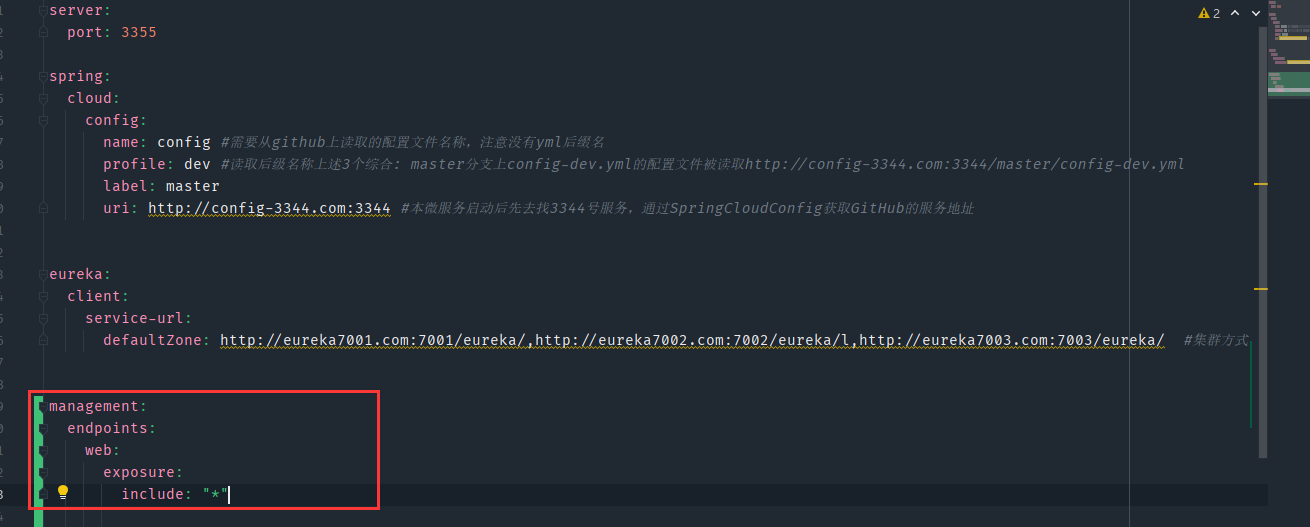 2
server:
port: 3355
spring:
cloud:
config:
name: config #需要从github上读取的配置文件名称，注意没有yml后缀名
profile: dev #读取后缀名称上述3个综合: master分支上config-dev.yml的配置文件被读取http://config-3344.com:3344/master/config-dev.yml
label: master
uri: http://config-3344.com:3344 #本微服务启动后先去找3344号服务，通过SpringCloudConfig获取GitHub的服务地址
eureka:
client:
service-url:
defaultZone: http://eureka7001.com:7001/eureka/,http://eureka7002.com:7002/eureka/l,http://eureka7003.com:7003/eureka/ #集群方式
management:
endpoints:
web:
exposure:
include: "*"